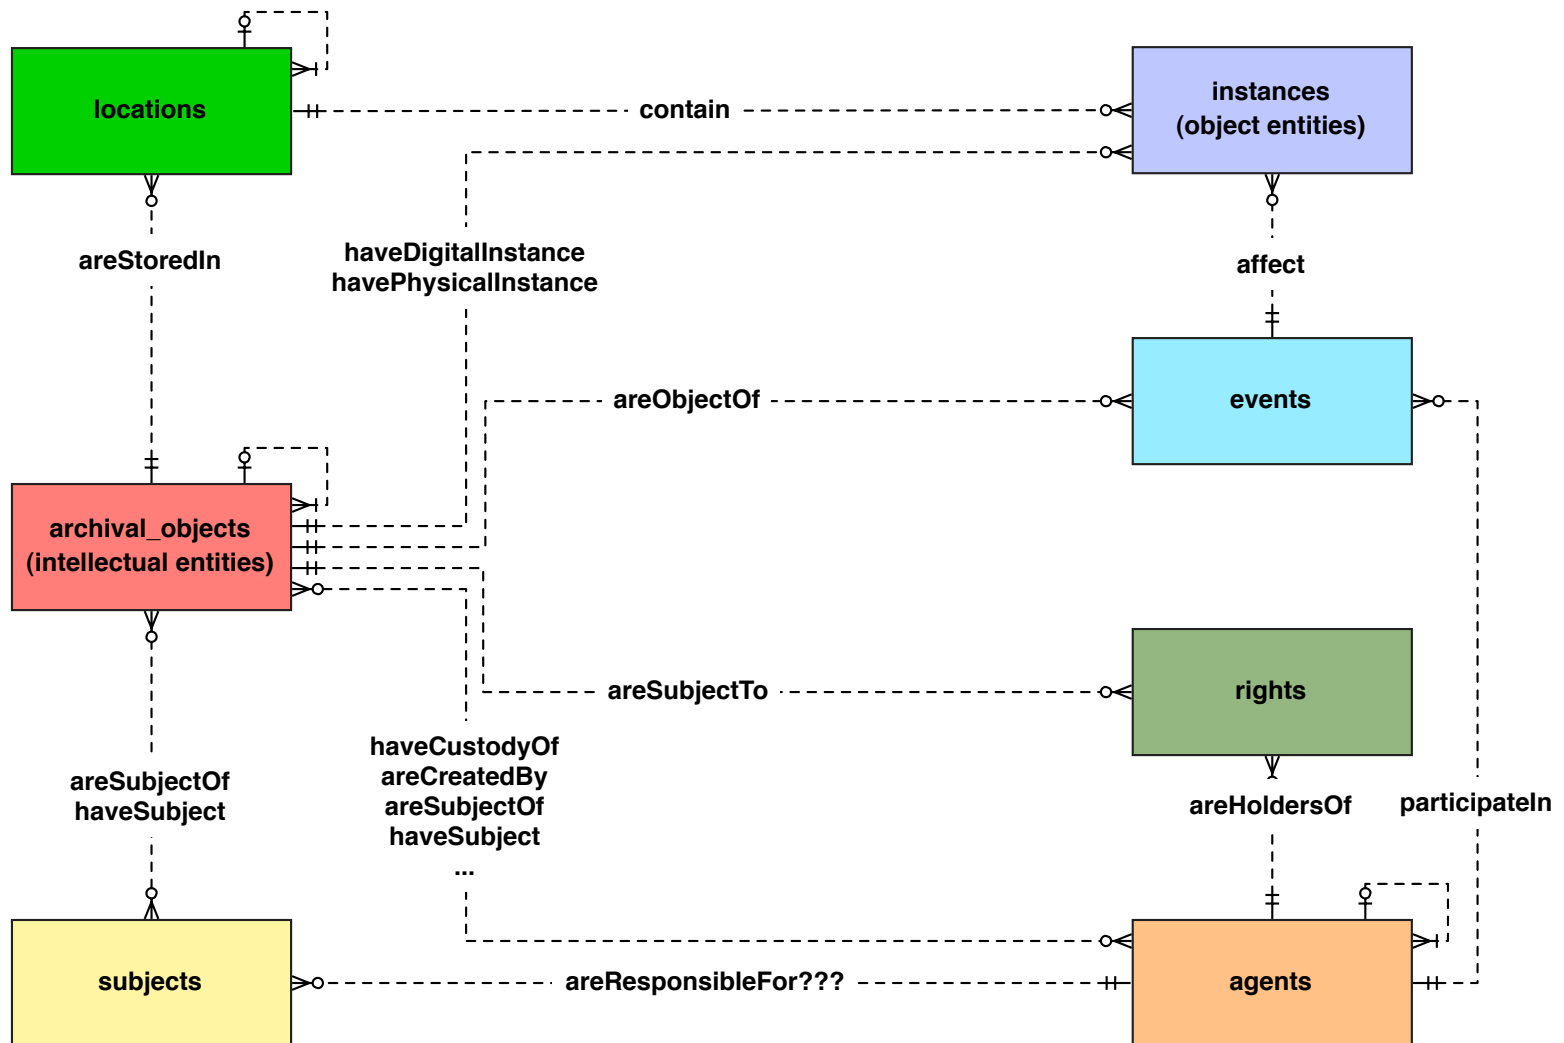 locations
contain
instances
(object entities)
areStoredIn
haveDigitalInstance
havePhysicalInstance
affect
areObjectOf
events
archival_objects
(intellectual entities)
areSubjectTo
rights
areSubjectOf
haveSubject
haveCustodyOf
areCreatedBy
areSubjectOf
haveSubject
...
areHoldersOf
participateIn
subjects
areResponsibleFor???
agents